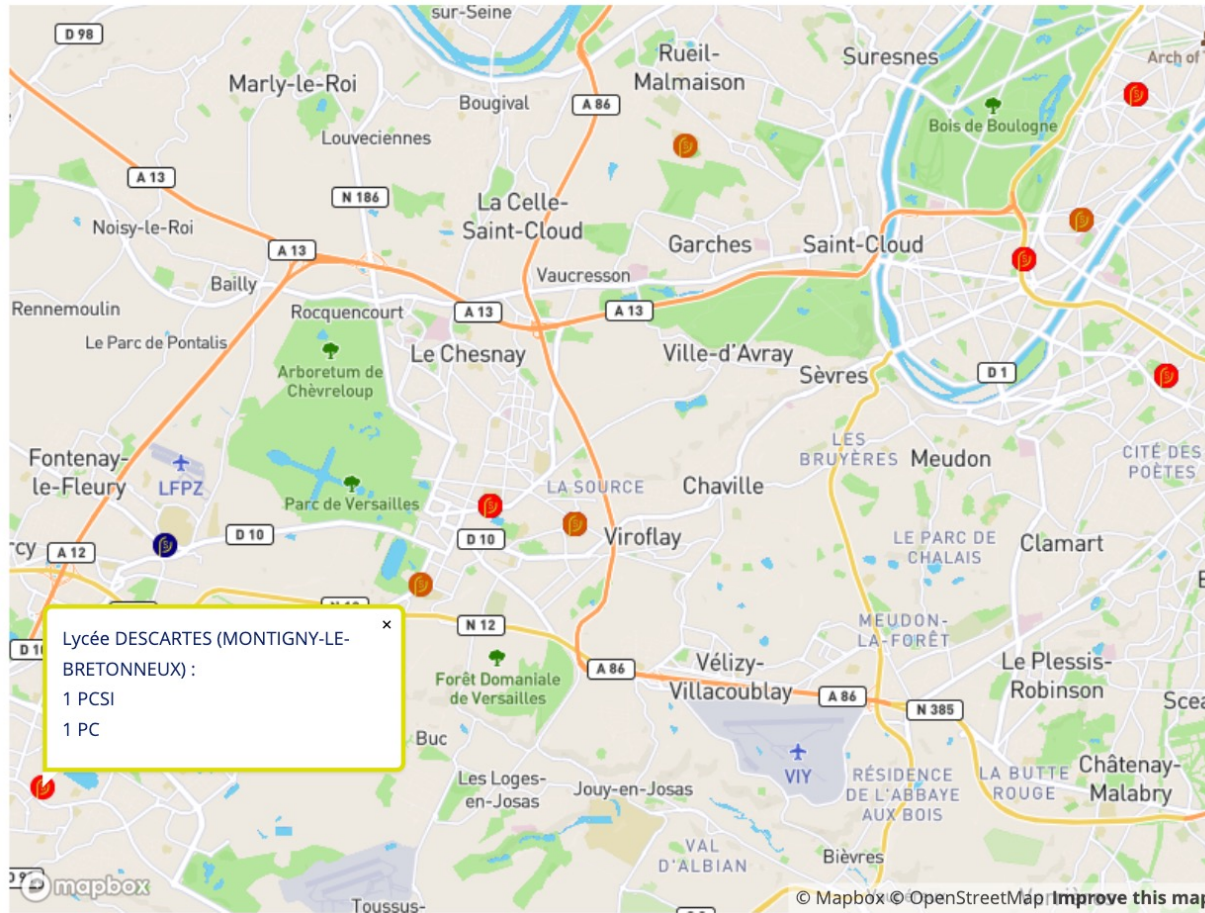 sur-Seine
D 98
Rueil-
Malmaison
Suresnes
Arch of
Marly-le-Roi
Bougival
A 86
Bois de Boulogne
Louveciennes
A 13
N 186
La Celle-
Saint-Cloud
Noisy-le-Roi
A 13
Garches
Saint-Cloud
Bailly
Vaucresson
Rennemoulin
Rocquencourt
A 13
A 13
Le Parc de Pontalis
Le Chesnay
Ville-d'Avray
Sèvres
D 1
Arboretum de
Chèvreloup
LES
BRUYÈRES
Meudon
CITÉ DES
POÈTES
Fontenay-
le-Fleury
LFPZ
Parc de Versailles
LA SOURCE
Chaville
D 10
D 10
Viroflay
LE PARC DE
CHALAIS
Clamart
rcy
A 12
N 12
MEUDON-
LA-FORÊT
Lycée DESCARTES (MONTIGNY-LE-
BRETONNEUX) :
1 PCSI
1 PC
×
D 10
Forêt Domaniale
de Versailles
A 86
Vélizy-
Villacoublay
A 86
N 385
Le Plessis-
Robinson
Scea
Buc
VIY
Les Loges-
en-Josas
Jouy-en-Josas
RÉSIDENCE
DE L'ABBAYE
AUX BOIS
LA BUTTE
ROUGE
Châtenay-
Malabry
VAL
D'ALBIAN
Bièvres
mapbox
Toussus-
© Mapbox © OpenStreetMap Improve this map